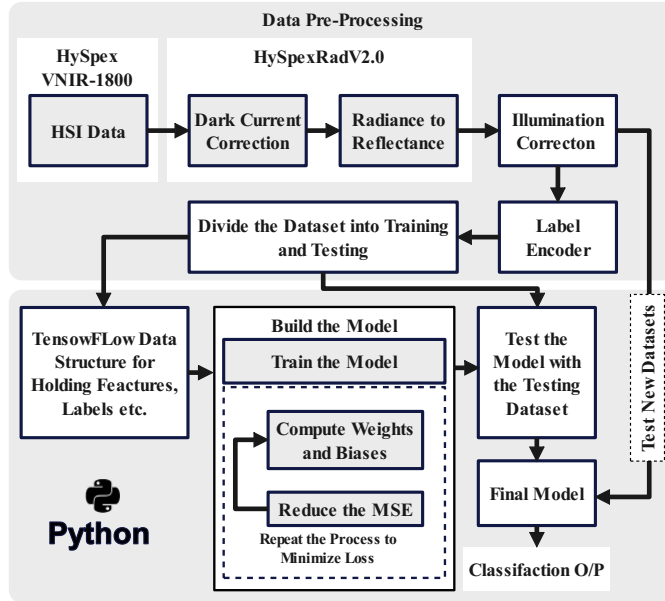 Data Pre-Processing
HySpex
VNIR-1800
HySpexRadV2.0
HSI Data
Dark Current
Correction
Radiance to
Reflectance
Illumination
Correcton
Divide the Dataset into Training
and Testing
Label
Encoder
TensowFLow Data
Structure for
Holding Feactures,
Labels etc.
Build the Model
Train the Model
Compute Weights
and Biases
Reduce the MSE
Repeat the Process to
Minimize Loss
Test the
Model with
the Testing
Dataset
Test New Datasets
Final Model
Classifaction O/P
Python